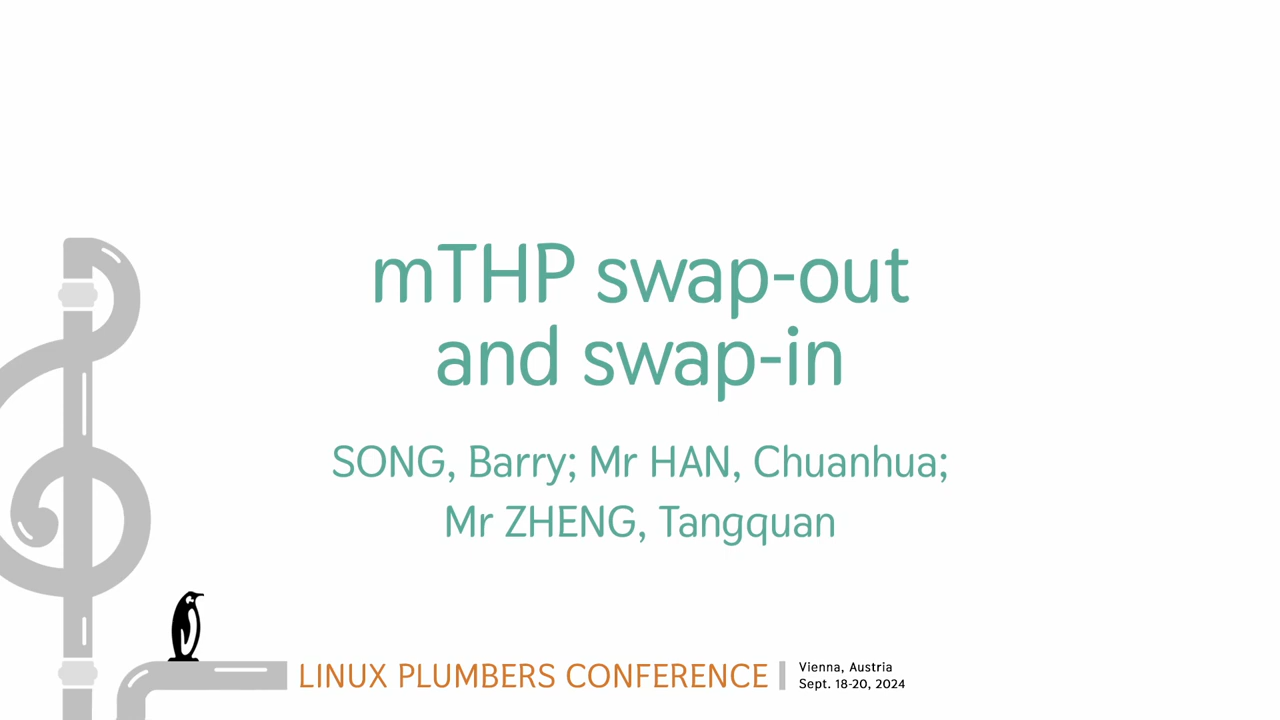 mTHP swap-out
and swap-in
SONG, Barry; Mr HAN, Chuanhua;
Mr ZHENG, Tangquan
LINUX PLUMBERS CONFERENCE
Vienna, Austria
Sept. 18-20, 2024